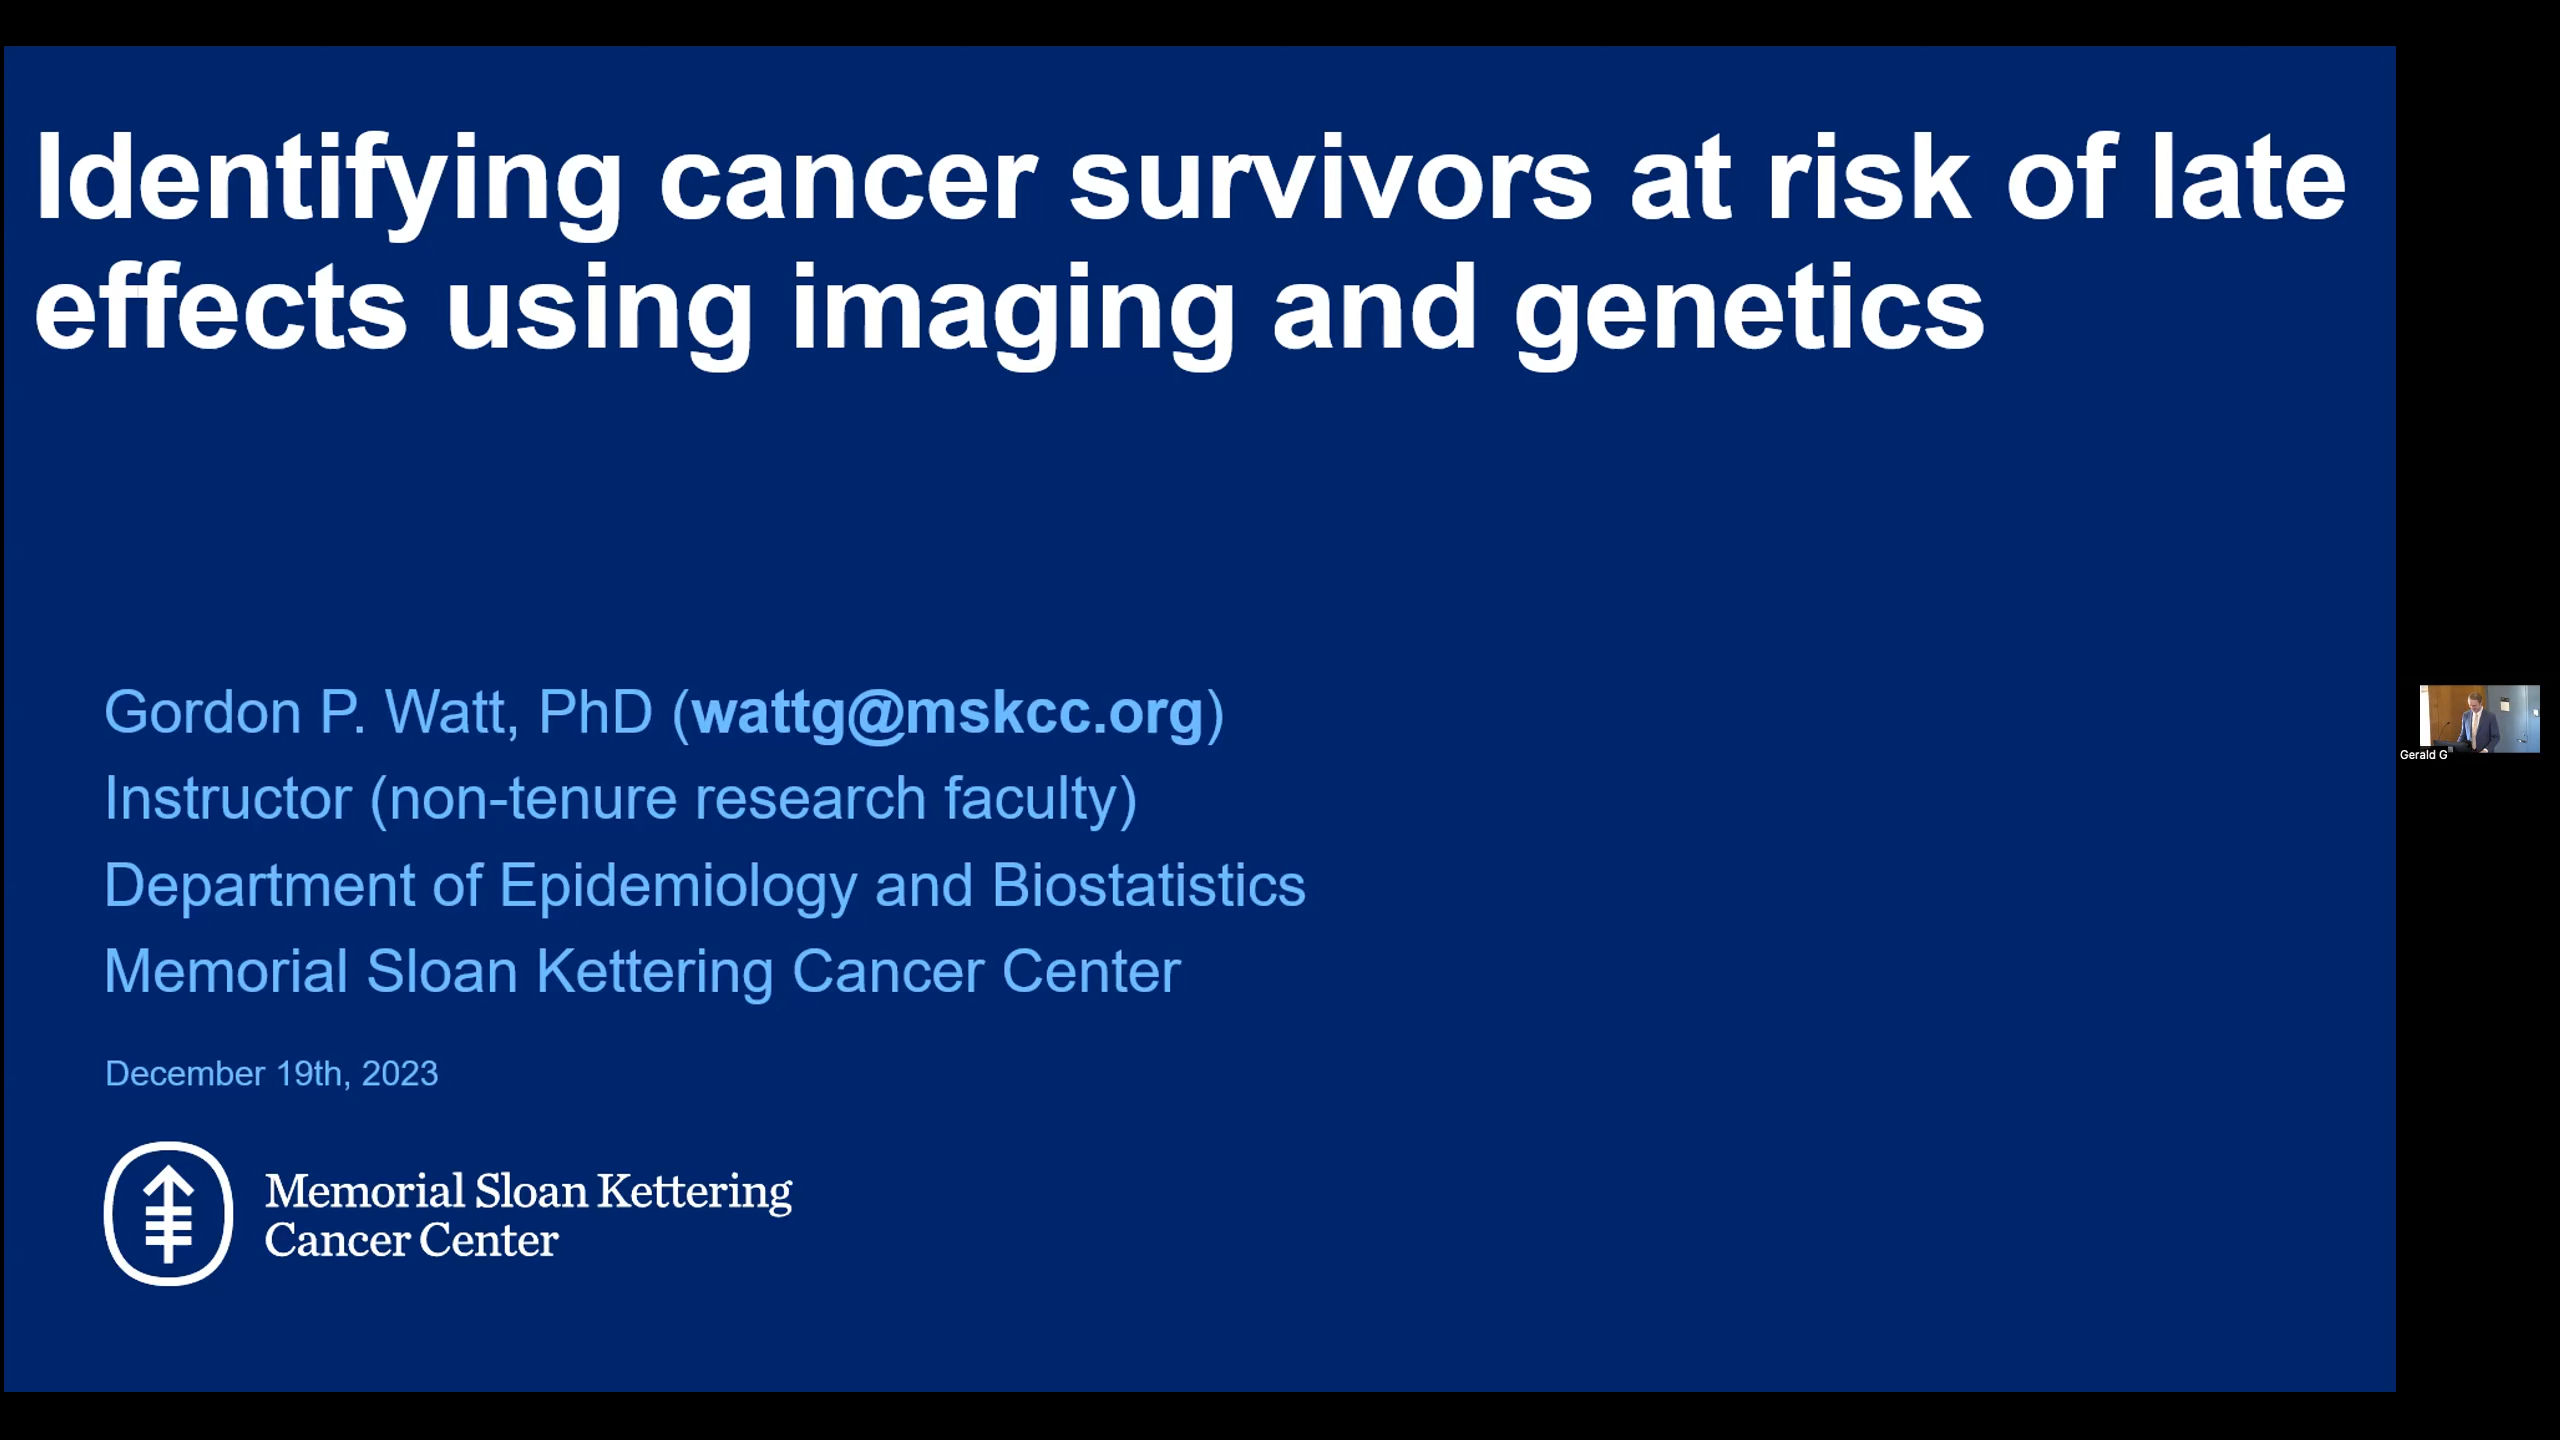 Identifying cancer survivors at risk of late
effects using imaging and genetics
Gordon P. Watt, PhD (wattg@mskcc.org)
Instructor (non-tenure research faculty)
Department of Epidemiology and Biostatistics
Memorial Sloan Kettering Cancer Center
December 19th, 2023
Memorial Sloan Kettering
Cancer Center
Gerald G